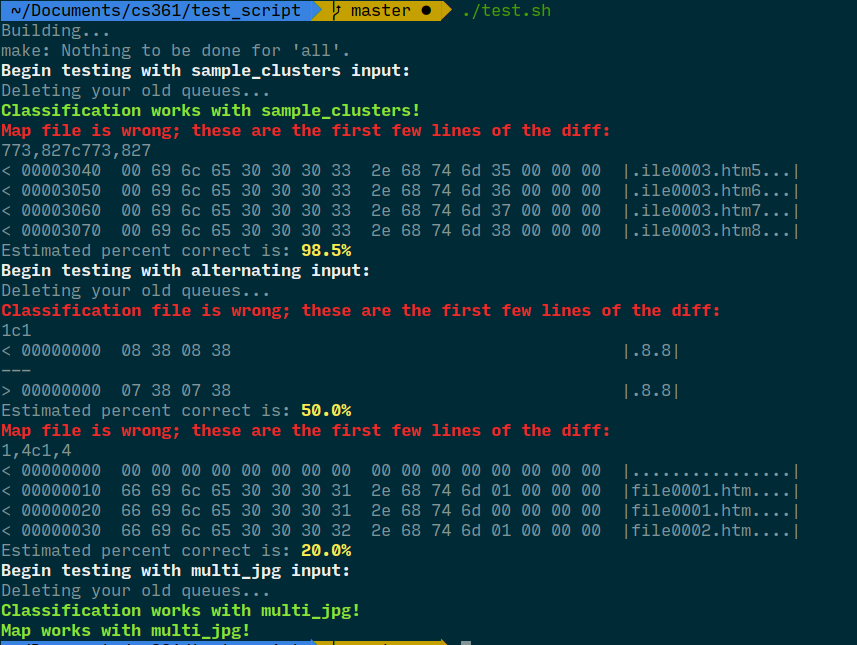 ~/Documents/cs361/test_script master ● ./test.sh
Building...
make: Nothing to be done for 'all'.
Begin testing with sample_clusters input:
Deleting your old queues...
Classification works with sample_clusters!
Map file is wrong; these are the first few lines of the diff:
773,827c773,827
< 00003040  00 69 6c 65 30 30 30 33  2e 68 74 6d 35 00 00 00  |.ile0003.htm5...|
< 00003050  00 69 6c 65 30 30 30 33  2e 68 74 6d 36 00 00 00  |.ile0003.htm6...|
< 00003060  00 69 6c 65 30 30 30 33  2e 68 74 6d 37 00 00 00  |.ile0003.htm7...|
< 00003070  00 69 6c 65 30 30 30 33  2e 68 74 6d 38 00 00 00  |.ile0003.htm8...|
Estimated percent correct is: 98.5%
Begin testing with alternating input:
Deleting your old queues...
Classification file is wrong; these are the first few lines of the diff:
1c1
< 00000000  08 38 08 38                                       |.8.8|
---
> 00000000  07 38 07 38                                       |.8.8|
Estimated percent correct is: 50.0%
Map file is wrong; these are the first few lines of the diff:
1,4c1,4
< 00000000  00 00 00 00 00 00 00 00  00 00 00 00 00 00 00 00  |................|
< 00000010  66 69 6c 65 30 30 30 31  2e 68 74 6d 01 00 00 00  |file0001.htm....|
< 00000020  66 69 6c 65 30 30 30 31  2e 68 74 6d 00 00 00 00  |file0001.htm....|
< 00000030  66 69 6c 65 30 30 30 32  2e 68 74 6d 01 00 00 00  |file0002.htm....|
Estimated percent correct is: 20.0%
Begin testing with multi_jpg input:
Deleting your old queues...
Classification works with multi_jpg!
Map works with multi_jpg!